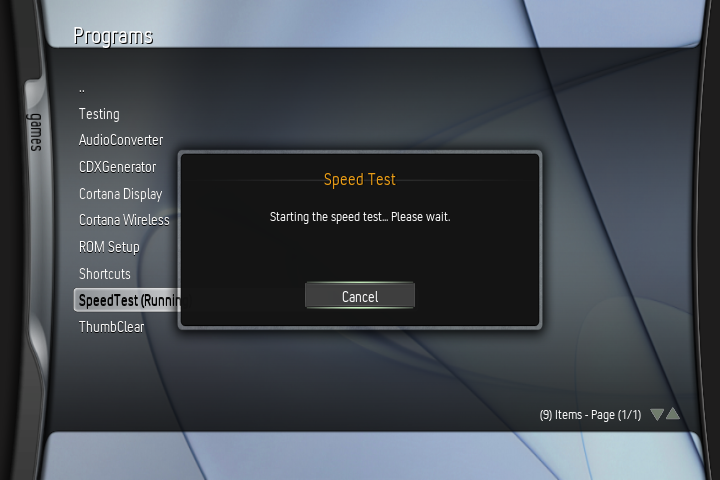 Programs
games
..
Testing
AudioConverter
CDXGenerator
Cortana Display
Cortana Wireless
ROM Setup
Shortcuts
SpeedTest (Runnin
ThumbClear
Speed Test
Starting the speed test... Please wait.
Cancel
(9) Items - Page (1/1)